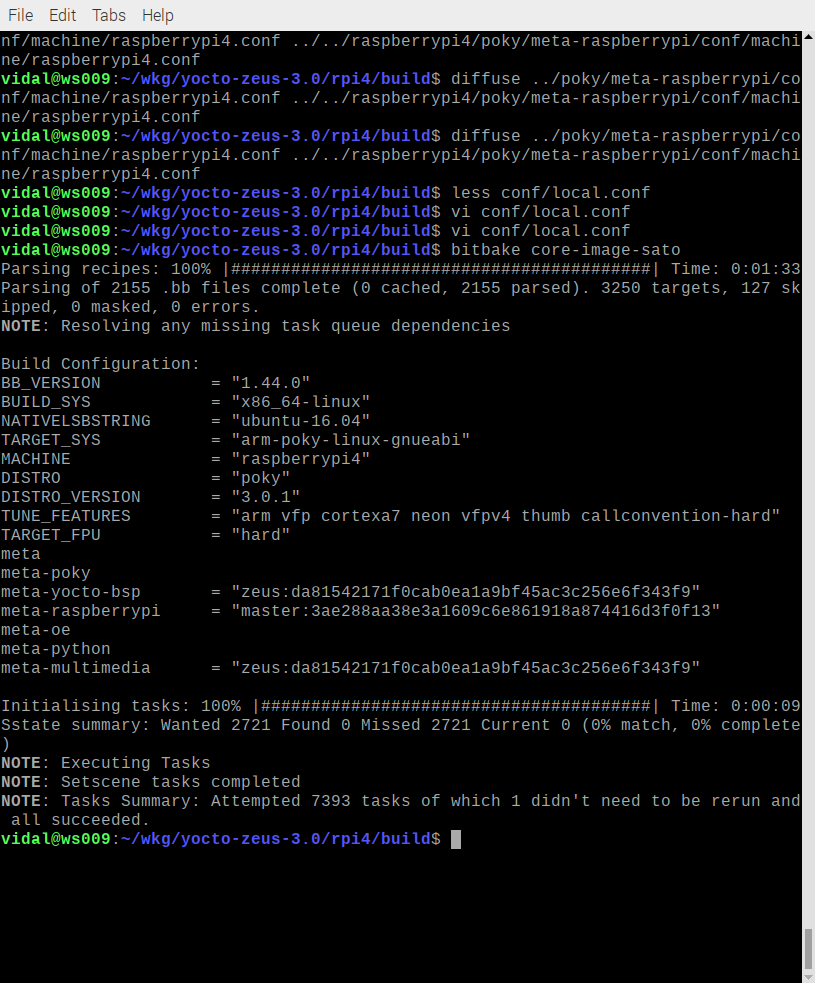 File Edit Tabs Help
nf/machine/raspberrypi4.conf ../../raspberrypi4/poky/meta-raspberrypi/conf/machi
ne/raspberrypi4.conf
vidal@ws009:~/wkg/yocto-zeus-3.0/rpi4/build$ diffuse ../poky/meta-raspberrypi/co
nf/machine/raspberrypi4.conf ../../raspberrypi4/poky/meta-raspberrypi/conf/machi
ne/raspberrypi4.conf
vidal@ws009:~/wkg/yocto-zeus-3.0/rpi4/build$ diffuse ../poky/meta-raspberrypi/co
nf/machine/raspberrypi4.conf ../../raspberrypi4/poky/meta-raspberrypi/conf/machi
ne/raspberrypi4.conf
vidal@ws009:~/wkg/yocto-zeus-3.0/rpi4/build$ less conf/local.conf
vidal@ws009:~/wkg/yocto-zeus-3.0/rpi4/build$ vi conf/local.conf
vidal@ws009:~/wkg/yocto-zeus-3.0/rpi4/build$ vi conf/local.conf
vidal@ws009:~/wkg/yocto-zeus-3.0/rpi4/build$ bitbake core-image-sato
Parsing recipes: 100% |##########################################| Time: 0:01:33
Parsing of 2155 .bb files complete (0 cached, 2155 parsed). 3250 targets, 127 sk
ipped, 0 masked, 0 errors.
NOTE: Resolving any missing task queue dependencies
Build Configuration:
BB_VERSION           = "1.44.0"
BUILD_SYS            = "x86_64-linux"
NATIVELSBSTRING      = "ubuntu-16.04"
TARGET_SYS           = "arm-poky-linux-gnueabi"
MACHINE              = "raspberrypi4"
DISTRO               = "poky"
DISTRO_VERSION       = "3.0.1"
TUNE_FEATURES        = "arm vfp cortexa7 neon vfpv4 thumb callconvention-hard"
TARGET_FPU           = "hard"
meta
meta-poky
meta-yocto-bsp       = "zeus:da81542171f0cab0ea1a9bf45ac3c256e6f343f9"
meta-raspberrypi     = "master:3ae288aa38e3a1609c6e861918a874416d3f0f13"
meta-oe
meta-python
meta-multimedia      = "zeus:da81542171f0cab0ea1a9bf45ac3c256e6f343f9"
Initialising tasks: 100% |#######################################| Time: 0:00:09
Sstate summary: Wanted 2721 Found 0 Missed 2721 Current 0 (0% match, 0% complete
)
NOTE: Executing Tasks
NOTE: Setscene tasks completed
NOTE: Tasks Summary: Attempted 7393 tasks of which 1 didn't need to be rerun and
 all succeeded.
vidal@ws009:~/wkg/yocto-zeus-3.0/rpi4/build$